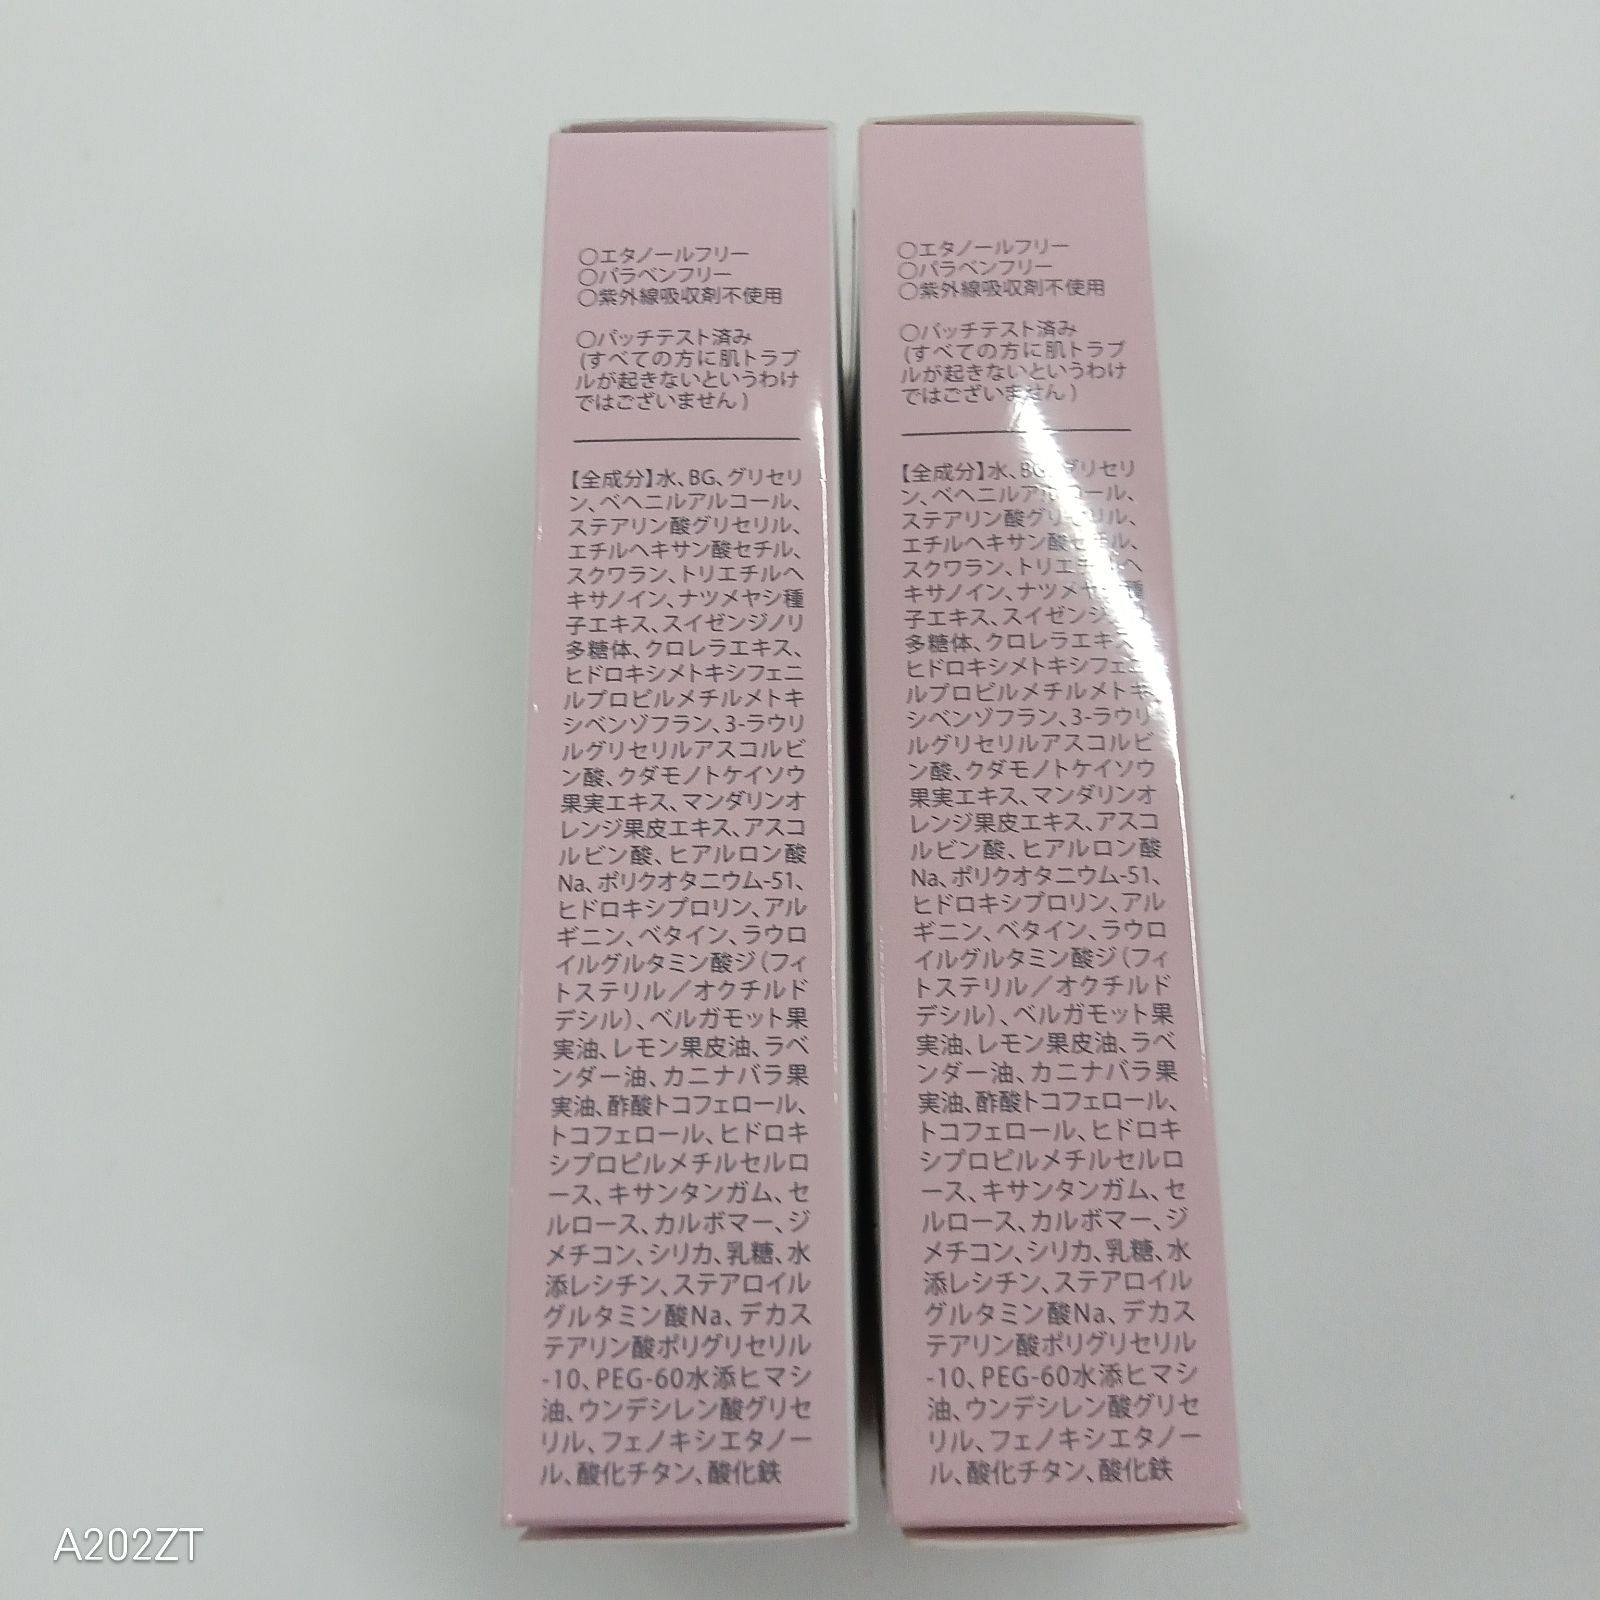 ○エタノールフリー
○パラベンフリー
○紫外線吸収剤不使用
○パッチテスト済み
(すべての方に肌トラブ
ルが起きないというわけ
ではございません)
【全成分】水、BG、グリセリ
ン、ベヘニルアルコール、
ステアリン酸グリセリル、
エチルヘキサン酸セチル、
スクワラン、トリエチルヘ
キサノイン、ナツメヤシ種
子エキス、スイゼンジノリ
多糖体、クロレラエキス、
ヒドロキシメトキシフェニ
ルプロピルメチルメトキ
シベンゾフラン、3-ラウリ
ルグリセリルアスコルビ
ン酸、クダモノトケイソウ
果実エキス、マンダリンオ
レンジ果皮エキス、アスコ
ルビン酸、ヒアルロン酸
Na、ポリクオタニウム-51、
ヒドロキシプロリン、アル
ギニン、ベタイン、ラウロ
イルグルタミン酸ジ(フィ
トステリル/オクチルド
デシル)、ベルガモット果
実油、レモン果皮油、ラベ
ンダー油、カニナバラ果
実油、酢酸トコフェロール、
トコフェロール、ヒドロキ
シプロピルメチルセルロ
ース、キサンタンガム、セ
ルロース、カルボマー、ジ
メチコン、シリカ、乳糖、水
添レシチン、ステアロイル
グルタミン酸Na、デカス
テアリン酸ポリグリセリル
-10、PEG-60水添ヒマシ
油、ウンデシレン酸グリセ
リル、フェノキシエタノー
ル、酸化チタン、酸化鉄
○エタノールフリー
○パラベンフリー
○紫外線吸収剤不使用
○パッチテスト済み
(すべての方に肌トラブ
ルが起きないというわけ
ではございません)
【全成分】水、BG、グリセリ
ン、ベヘニルアルコール、
ステアリン酸グリセリル、
エチルヘキサン酸セチル、
スクワラン、トリエチルヘ
キサノイン、ナツメヤシ種
子エキス、スイゼンジノリ
多糖体、クロレラエキス、
ヒドロキシメトキシフェニ
ルプロピルメチルメトキ
シベンゾフラン、3-ラウリ
ルグリセリルアスコルビ
ン酸、クダモノトケイソウ
果実エキス、マンダリンオ
レンジ果皮エキス、アスコ
ルビン酸、ヒアルロン酸
Na、ポリクオタニウム-51、
ヒドロキシプロリン、アル
ギニン、ベタイン、ラウロ
イルグルタミン酸ジ(フィ
トステリル/オクチルド
デシル)、ベルガモット果
実油、レモン果皮油、ラベ
ンダー油、カニナバラ果
実油、酢酸トコフェロール、
トコフェロール、ヒドロキ
シプロピルメチルセルロ
ース、キサンタンガム、セ
ルロース、カルボマー、ジ
メチコン、シリカ、乳糖、水
添レシチン、ステアロイル
グルタミン酸Na、デカス
テアリン酸ポリグリセリル
-10、PEG-60水添ヒマシ
油、ウンデシレン酸グリセ
リル、フェノキシエタノー
ル、酸化チタン、酸化鉄
A202ZT